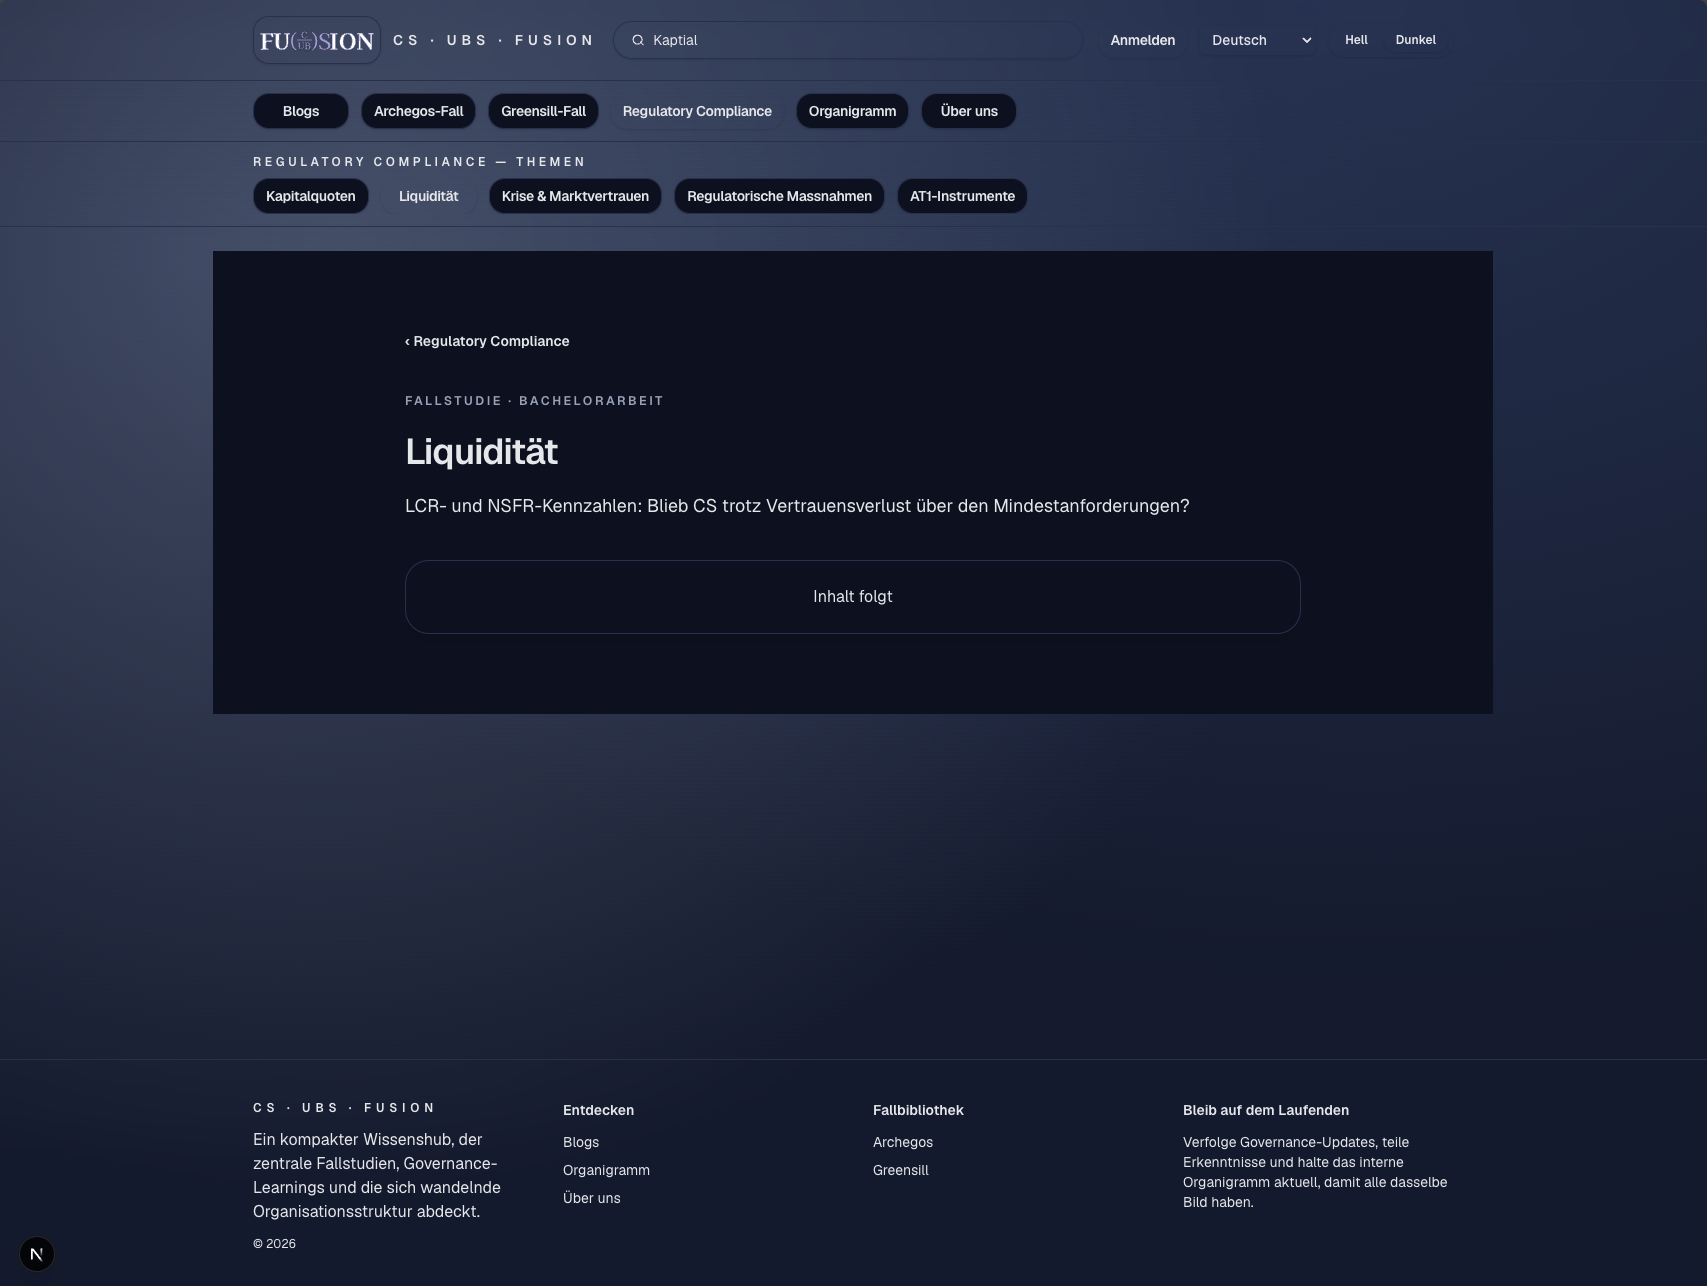 FU(C/UB)SION
CS · UBS · FUSION
Kaptial
Anmelden
Deutsch
Hell
Dunkel
Blogs
Archegos-Fall
Greensill-Fall
Regulatory Compliance
Organigramm
Über uns
REGULATORY COMPLIANCE — THEMEN
Kapitalquoten
Liquidität
Krise & Marktvertrauen
Regulatorische Massnahmen
AT1-Instrumente
‹ Regulatory Compliance
FALLSTUDIE · BACHELORARBEIT
Liquidität
LCR- und NSFR-Kennzahlen: Blieb CS trotz Vertrauensverlust über den Mindestanforderungen?
Inhalt folgt
CS · UBS · FUSION
Ein kompakter Wissenshub, der
zentrale Fallstudien, Governance-
Learnings und die sich wandelnde
Organisationsstruktur abdeckt.
© 2026
Entdecken
Blogs
Organigramm
Über uns
Fallbibliothek
Archegos
Greensill
Bleib auf dem Laufenden
Verfolge Governance-Updates, teile
Erkenntnisse und halte das interne
Organigramm aktuell, damit alle dasselbe
Bild haben.
N